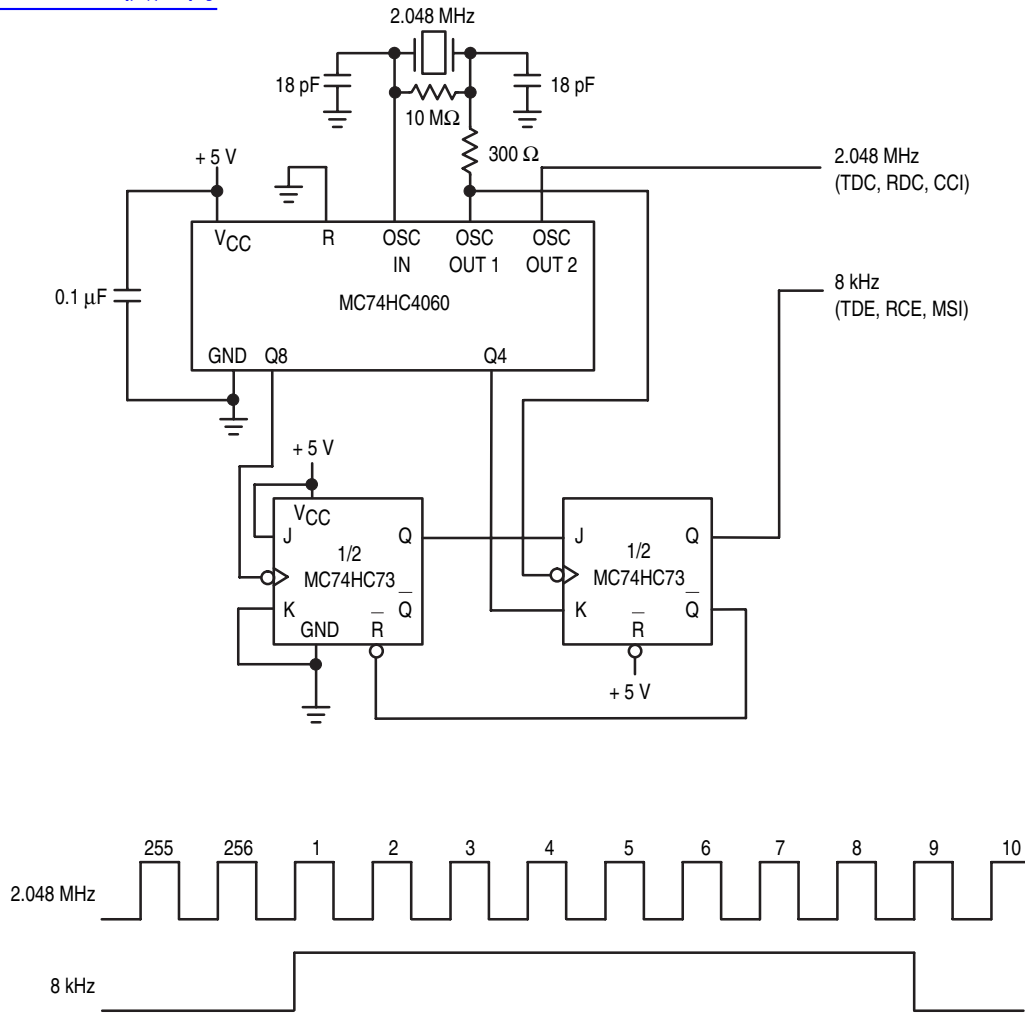 2.048 MHz
18 pF
18 pF
10 MΩ
300 Ω
+ 5 V
2.048 MHz
(TDC, RDC, CCI)
VCC
R
OSC
IN
OSC
OUT 1
OSC
OUT 2
0.1 µF
MC74HC4060
8 kHz
(TDE, RCE, MSI)
GND
Q8
Q4
+ 5 V
VCC
J
Q
1/2
MC74HC73
K
GND
R̅
Q̅
J
Q
1/2
MC74HC73
K
R̅
Q̅
+ 5 V
255 256 1 2 3 4 5 6 7 8 9 10
2.048 MHz
8 kHz